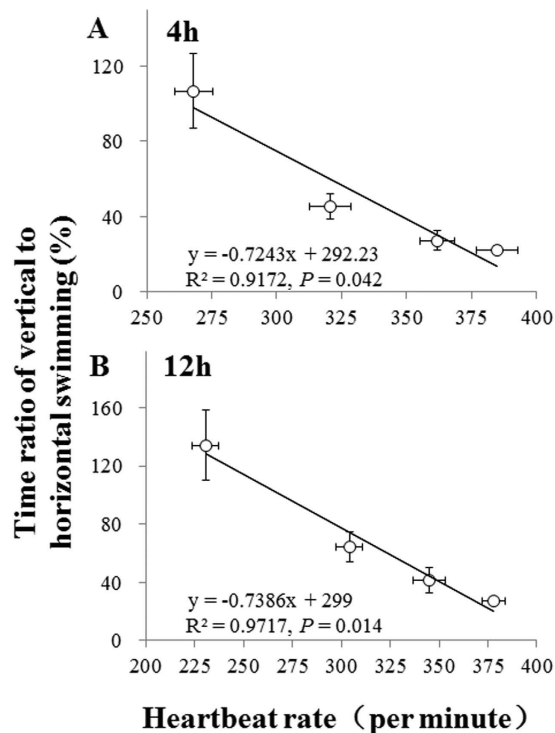 A 4h
120
80
40
0
y = -0.7243x + 292.23
R² = 0.9172, P = 0.042
250 275 300 325 350 375 400
Time ratio of vertical to
horizontal swimming (%)
B 12h
160
120
80
40
0
y = -0.7386x + 299
R² = 0.9717, P = 0.014
200 225 250 275 300 325 350 375 400
Heartbeat rate（per minute）